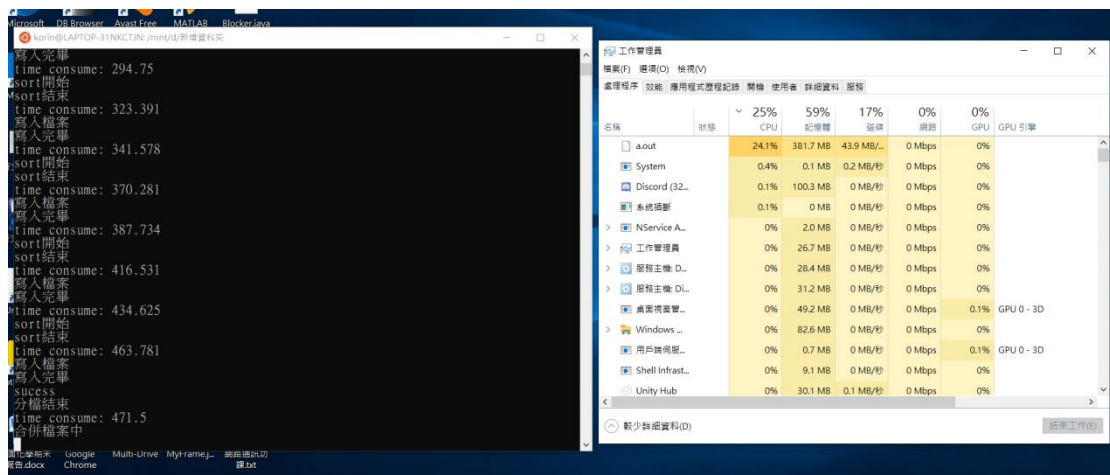 Microsoft DB Browser Avast Free MATLAB Blocker.java
korin@LAPTOP-31NKCTJN: /mnt/d/新增資料夾
寫入完畢
time consume: 294.75
sort開始
sort結束
time consume: 323.391
寫入檔案
寫入完畢
time consume: 341.578
sort開始
sort結束
time consume: 370.281
寫入檔案
寫入完畢
time consume: 387.734
sort開始
sort結束
time consume: 416.531
寫入檔案
寫入完畢
time consume: 434.625
sort開始
sort結束
time consume: 463.781
寫入檔案
寫入完畢
sucess
分檔結束
time consume: 471.5
合併檔案中
Google Multi-Drive MyFrame.j... 網路通訊功
報告.docx Chrome 課.txt
工作管理員
檔案(F) 選項(O) 檢視(V)
處理程序 效能 應用程式歷程記錄 開機 使用者 詳細資料 服務
25% 59% 17% 0% 0%
名稱 狀態 CPU 記憶體 磁碟 網路 GPU GPU 引擎
a.out 24.1% 381.7 MB 43.9 MB/... 0 Mbps 0%
System 0.4% 0.1 MB 0.2 MB/秒 0 Mbps 0%
Discord (32... 0.1% 100.3 MB 0 MB/秒 0 Mbps 0%
系統插斷 0.1% 0 MB 0 MB/秒 0 Mbps 0%
NService A... 0% 2.0 MB 0 MB/秒 0 Mbps 0%
工作管理員 0% 26.7 MB 0 MB/秒 0 Mbps 0%
服務主機: D... 0% 28.4 MB 0 MB/秒 0 Mbps 0%
服務主機: Di... 0% 31.2 MB 0 MB/秒 0 Mbps 0%
桌面視窗管... 0% 49.2 MB 0 MB/秒 0 Mbps 0.1% GPU 0 - 3D
Windows ... 0% 82.6 MB 0 MB/秒 0 Mbps 0%
用戶端伺服... 0% 0.7 MB 0 MB/秒 0 Mbps 0.1% GPU 0 - 3D
Shell Infrast... 0% 9.1 MB 0 MB/秒 0 Mbps 0%
Unity Hub 0% 30.1 MB 0.1 MB/秒 0 Mbps 0%
較少詳細資料(D)
結束工作(E)